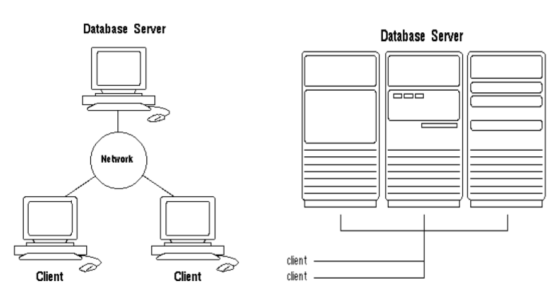 Database Server
Network
Client
Client
Database Server
client
client